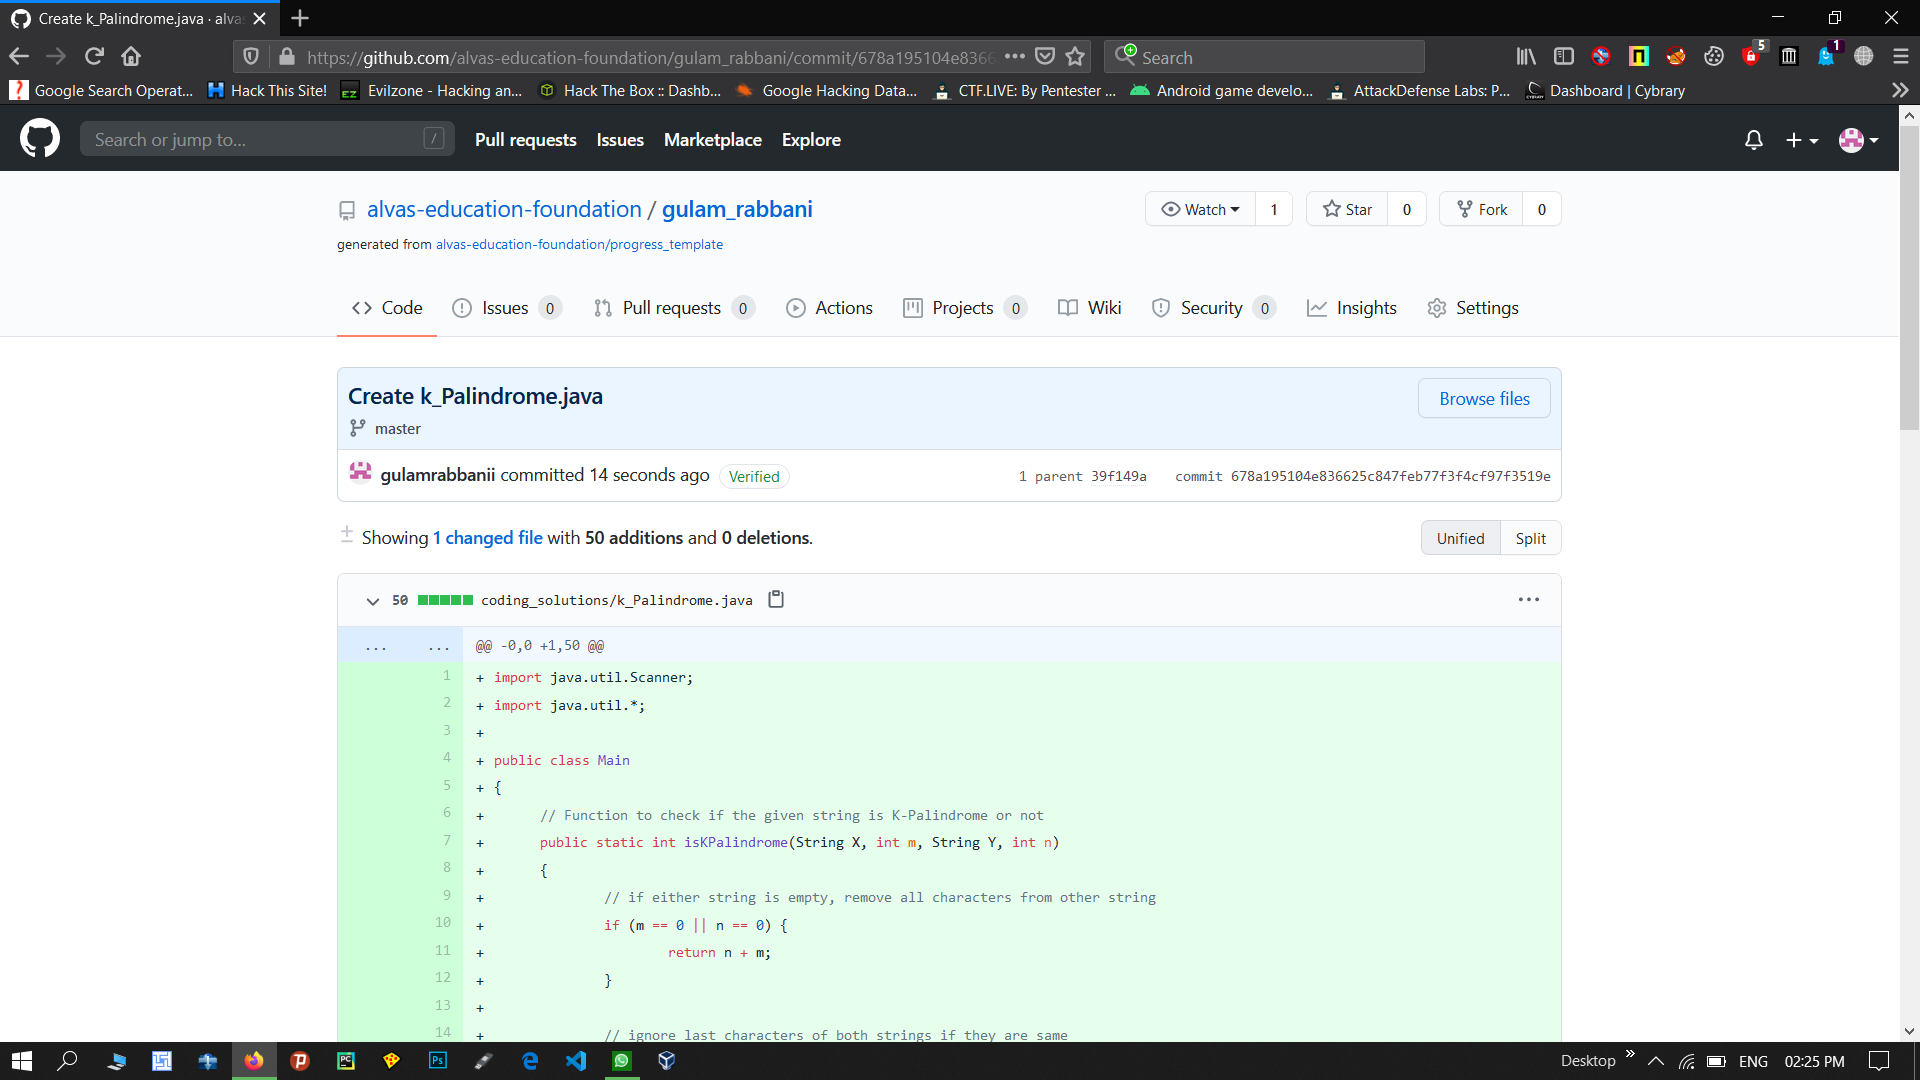 Create k_Palindrome.java · alvas
https://github.com/alvas-education-foundation/gulam_rabbani/commit/678a195104e8366
Search
5
1
Google Search Operat...
Hack This Site!
Evilzone - Hacking an...
Hack The Box :: Dashb...
Google Hacking Data...
CTF.LIVE: By Pentester ...
Android game develo...
AttackDefense Labs: P...
Dashboard | Cybrary
Search or jump to...
/
Pull requests
Issues
Marketplace
Explore
alvas-education-foundation / gulam_rabbani
Watch
1
Star
0
Fork
0
generated from alvas-education-foundation/progress_template
Code
Issues 0
Pull requests 0
Actions
Projects 0
Wiki
Security 0
Insights
Settings
Create k_Palindrome.java
Browse files
master
gulamrabbanii committed 14 seconds ago Verified
1 parent 39f149a commit 678a195104e836625c847feb77f3f4cf97f3519e
Showing 1 changed file with 50 additions and 0 deletions.
Unified
Split
50 coding_solutions/k_Palindrome.java
... ... @@ -0,0 +1,50 @@
1 + import java.util.Scanner;
2 + import java.util.*;
3 +
4 + public class Main
5 + {
6 + // Function to check if the given string is K-Palindrome or not
7 + public static int isKPalindrome(String X, int m, String Y, int n)
8 + {
9 + // if either string is empty, remove all characters from other string
10 + if (m == 0 || n == 0) {
11 + return n + m;
12 + }
13 +
14 + // ignore last characters of both strings if they are same
Desktop
ENG
02:25 PM